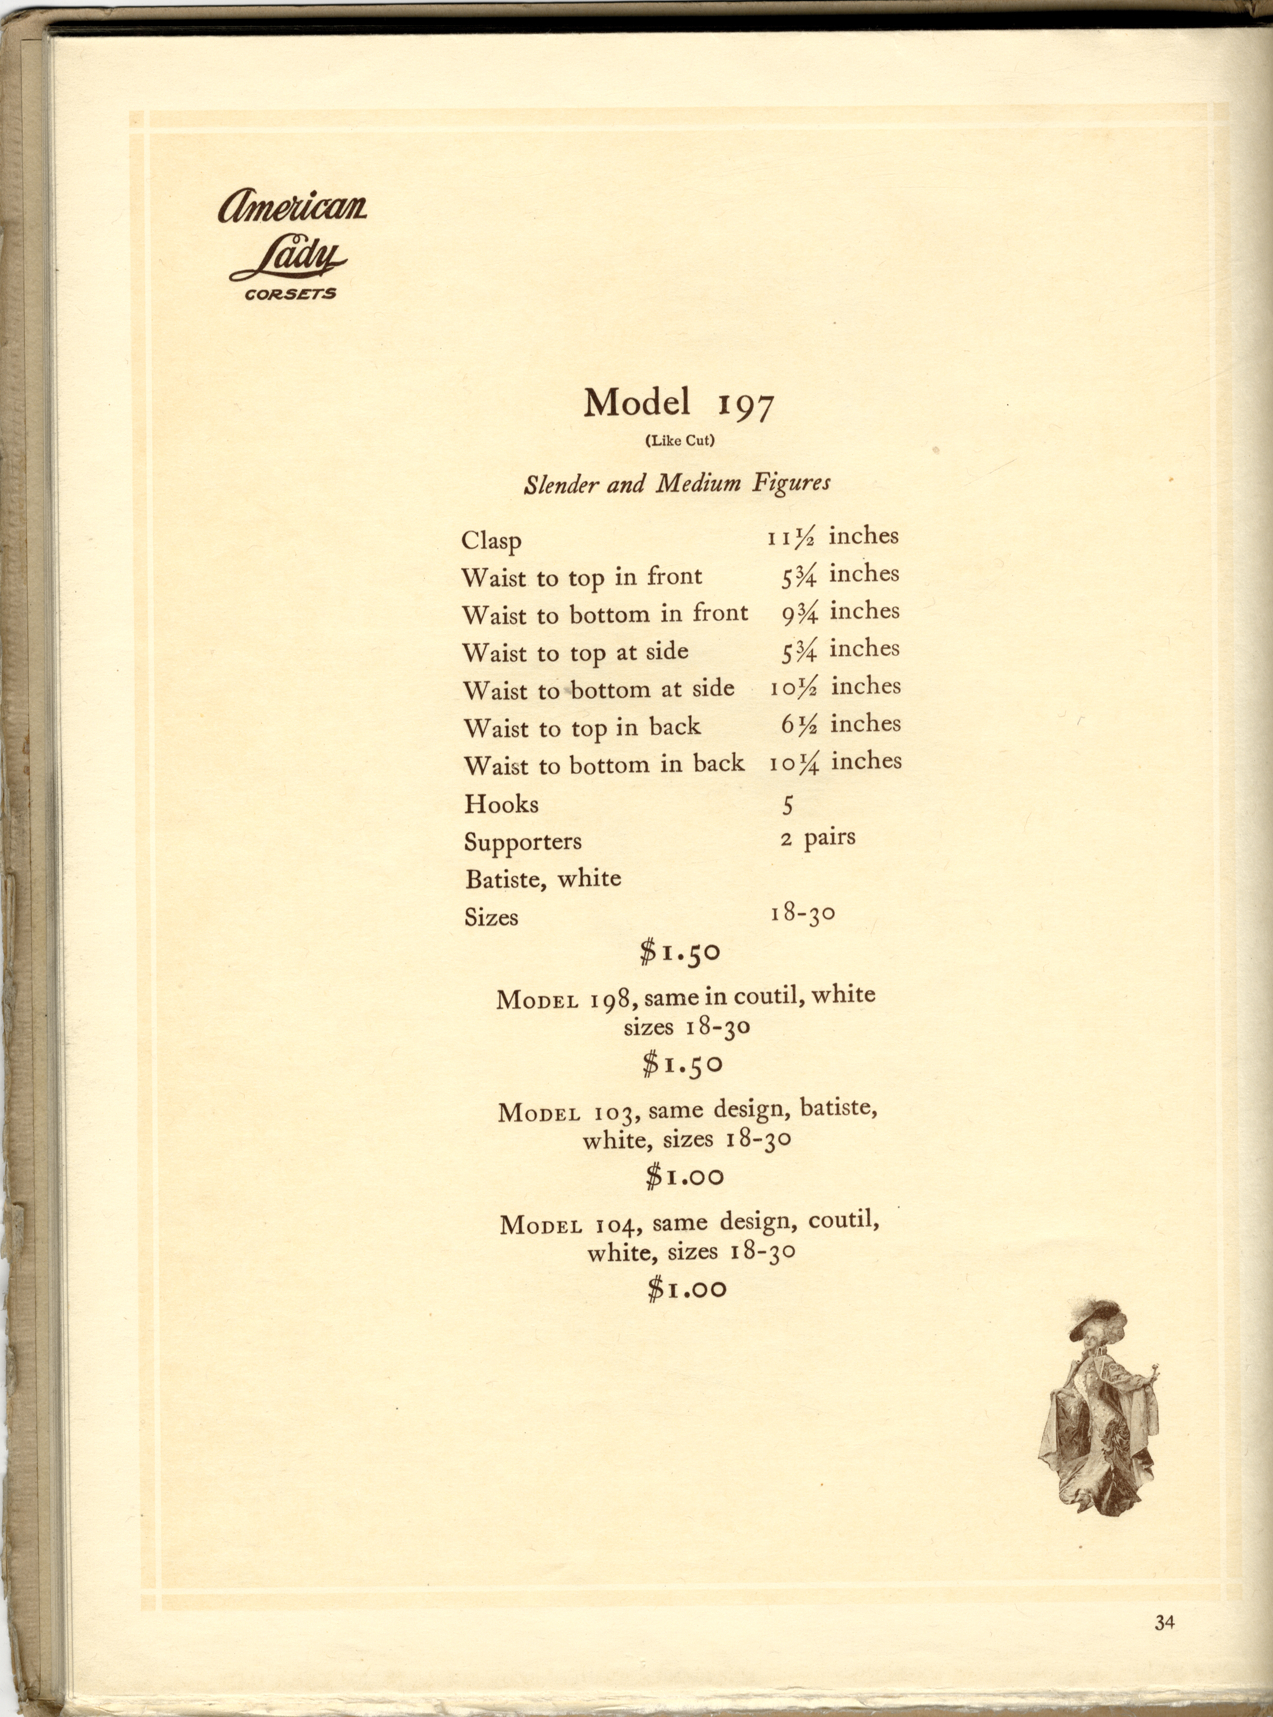 American
Lady
CORSETS
Model 197
(Like Cut)
Slender and Medium Figures
Clasp 11½ inches
Waist to top in front 5¾ inches
Waist to bottom in front 9¾ inches
Waist to top at side 5¾ inches
Waist to bottom at side 10½ inches
Waist to top in back 6½ inches
Waist to bottom in back 10¼ inches
Hooks 5
Supporters 2 pairs
Batiste, white
Sizes 18-30
$1.50
MODEL 198, same in coutil, white
sizes 18-30
$1.50
MODEL 103, same design, batiste,
white, sizes 18-30
$1.00
MODEL 104, same design, coutil,
white, sizes 18-30
$1.00
34